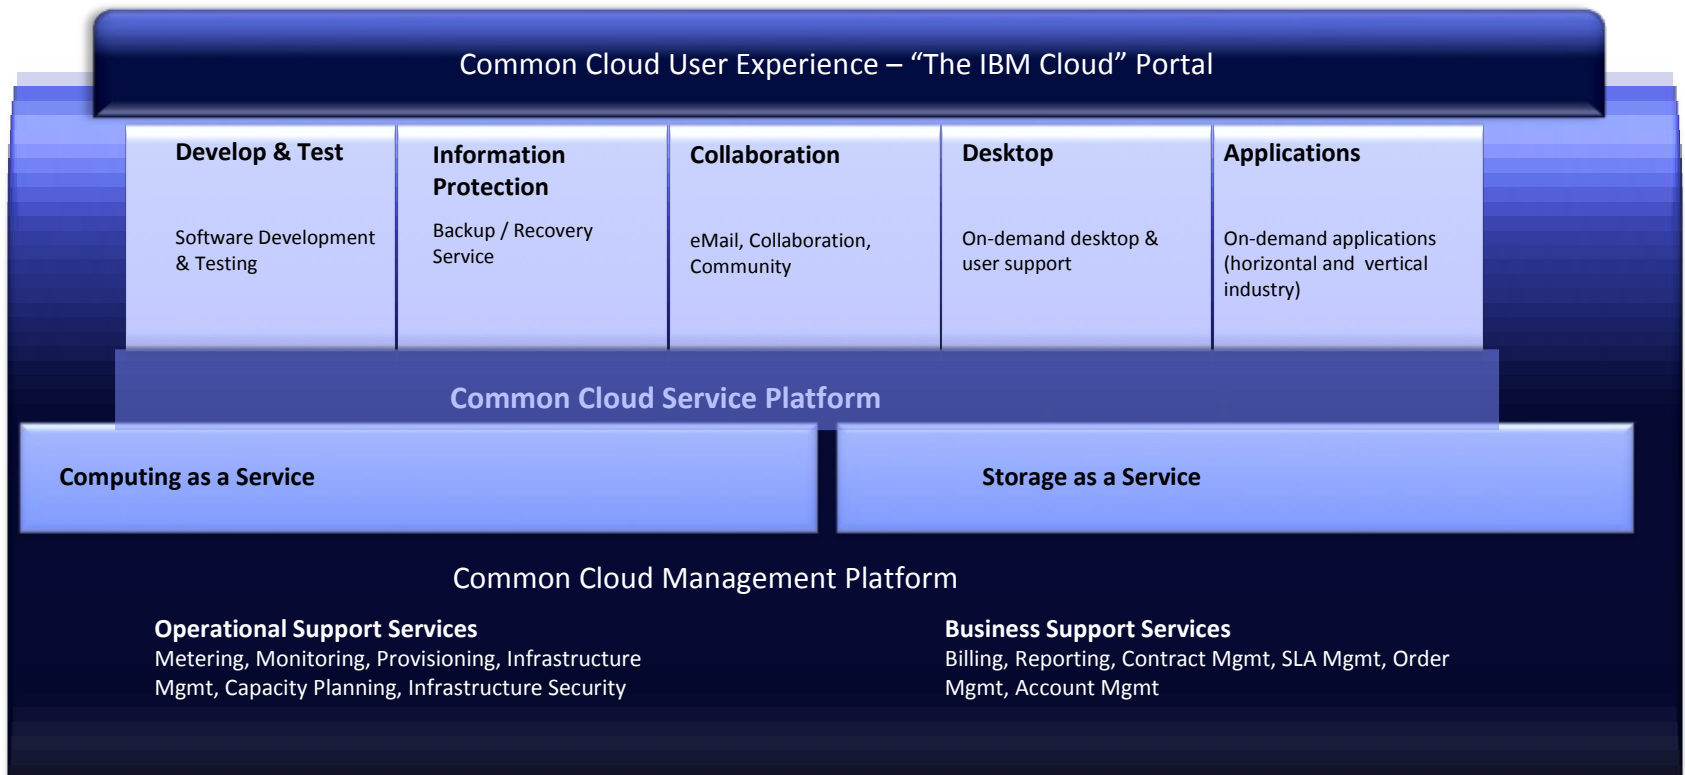 Common Cloud User Experience – “The IBM Cloud” Portal
Develop & Test
Software Development
& Testing
Information
Protection
Backup / Recovery
Service
Collaboration
eMail, Collaboration,
Community
Desktop
On-demand desktop &
user support
Applications
On-demand applications
(horizontal and vertical
industry)
Common Cloud Service Platform
Computing as a Service
Storage as a Service
Common Cloud Management Platform
Operational Support Services
Metering, Monitoring, Provisioning, Infrastructure
Mgmt, Capacity Planning, Infrastructure Security
Business Support Services
Billing, Reporting, Contract Mgmt, SLA Mgmt, Order
Mgmt, Account Mgmt